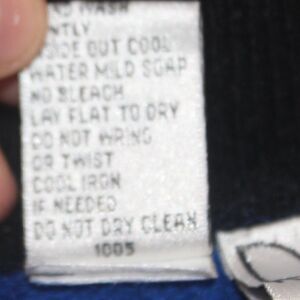 WASH
NTLY
SIDE OUT COOL
WATER MILD SOAP
NO BLEACH
LAY FLAT TO DRY
DO NOT WRING
OR TWIST
COOL IRON
IF NEEDED
DO NOT DRY CLEAN
1005